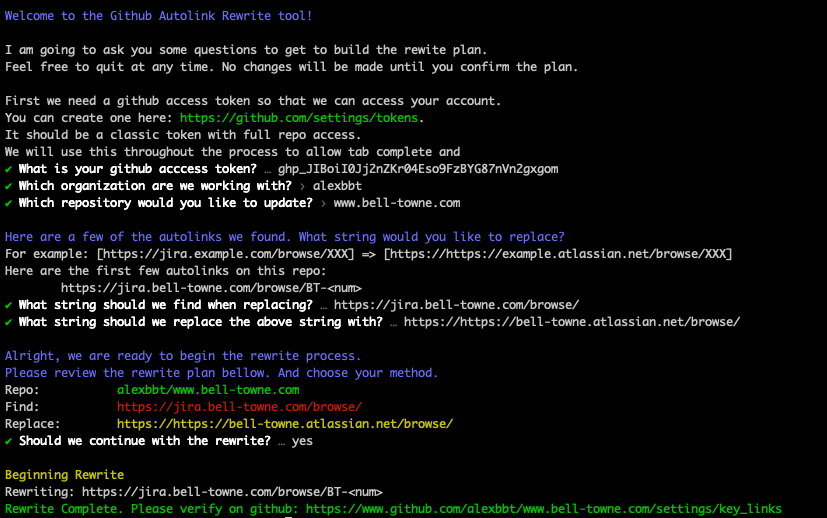 Welcome to the Github Autolink Rewrite tool!
I am going to ask you some questions to get to build the rewite plan.
Feel free to quit at any time. No changes will be made until you confirm the plan.
First we need a github access token so that we can access your account.
You can create one here: https://github.com/settings/tokens.
It should be a classic token with full repo access.
We will use this throughout the process to allow tab complete and
✔ What is your github acccess token? … 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
✔ Which organization are we working with? › alexbbt
✔ Which repository would you like to update? › www.bell-towne.com
Here are a few of the autolinks we found. What string would you like to replace?
For example: [https://jira.example.com/browse/XXX] => [https://https://example.atlassian.net/browse/XXX]
Here are the first few autolinks on this repo:
https://jira.bell-towne.com/browse/BT-<num>
✔ What string should we find when replacing? … https://jira.bell-towne.com/browse/
✔ What string should we replace the above string with? … https://https://bell-towne.atlassian.net/browse/
Alright, we are ready to begin the rewrite process.
Please review the rewrite plan bellow. And choose your method.
Repo: alexbbt/www.bell-towne.com
Find: https://jira.bell-towne.com/browse/
Replace: https://https://bell-towne.atlassian.net/browse/
✔ Should we continue with the rewrite? … yes
Beginning Rewrite
Rewriting: https://jira.bell-towne.com/browse/BT-<num>
Rewrite Complete. Please verify on github: https://www.github.com/alexbbt/www.bell-towne.com/settings/key_links